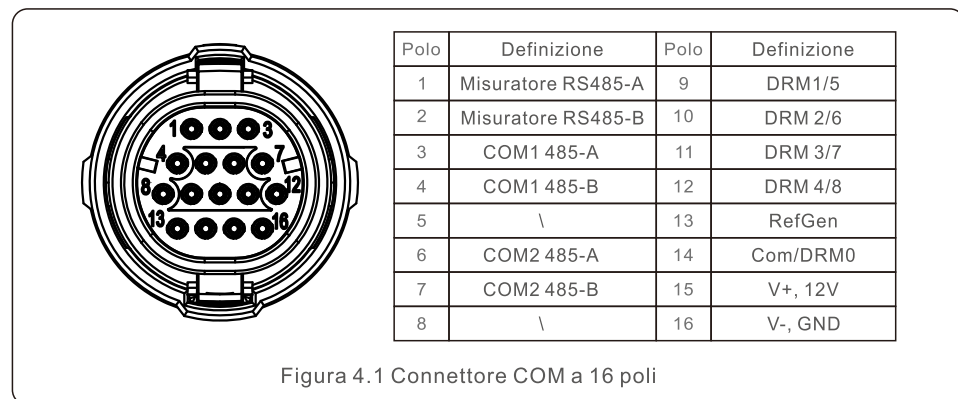 1 3
4 7
8 12
13 16
Polo Definizione Polo Definizione
1 Misuratore RS485-A 9 DRM1/5
2 Misuratore RS485-B 10 DRM 2/6
3 COM1 485-A 11 DRM 3/7
4 COM1 485-B 12 DRM 4/8
5 \ 13 RefGen
6 COM2 485-A 14 Com/DRM0
7 COM2 485-B 15 V+, 12V
8 \ 16 V-, GND
Figura 4.1 Connettore COM a 16 poli